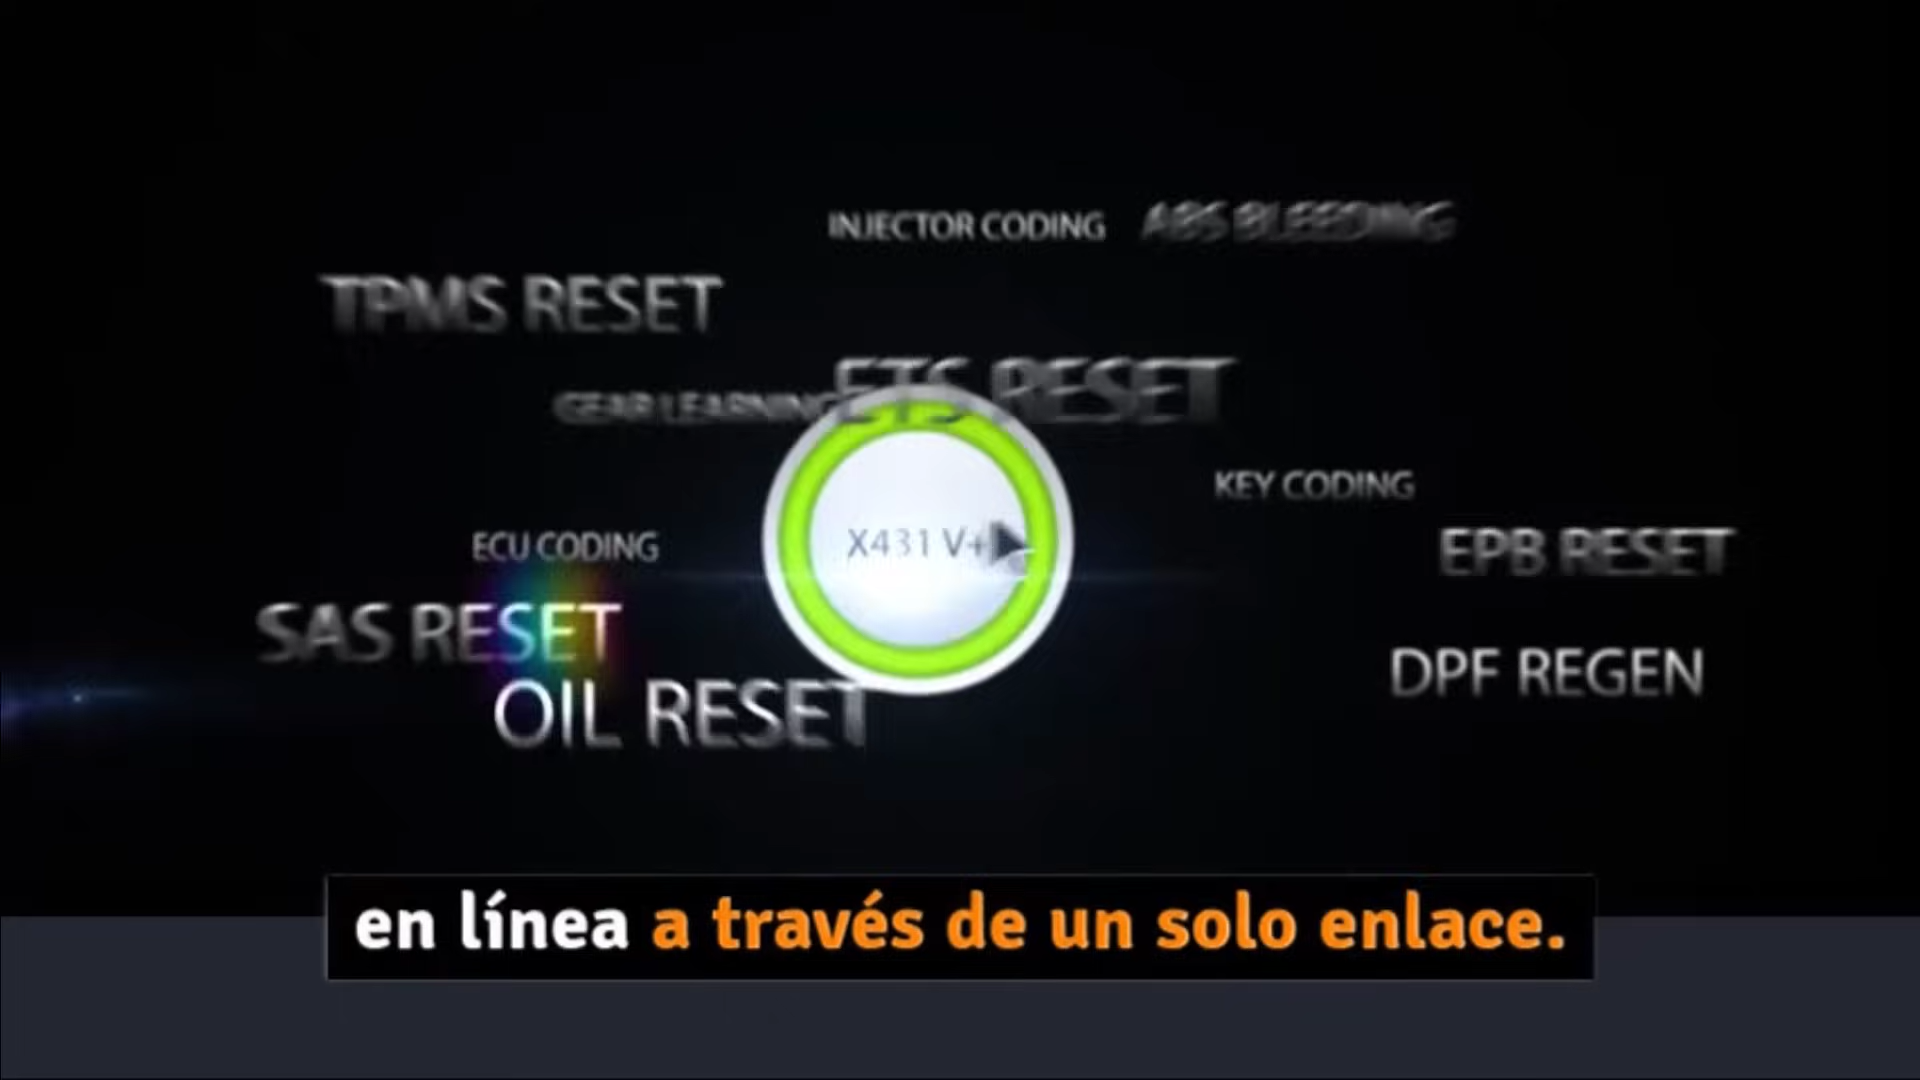 INJECTOR CODING
ABS BLEEDING
TPMS RESET
ETS RESET
GEAR LEARNING
KEY CODING
X431 V+
ECU CODING
EPB RESET
SAS RESET
DPF REGEN
OIL RESET
en línea a través de un solo enlace.